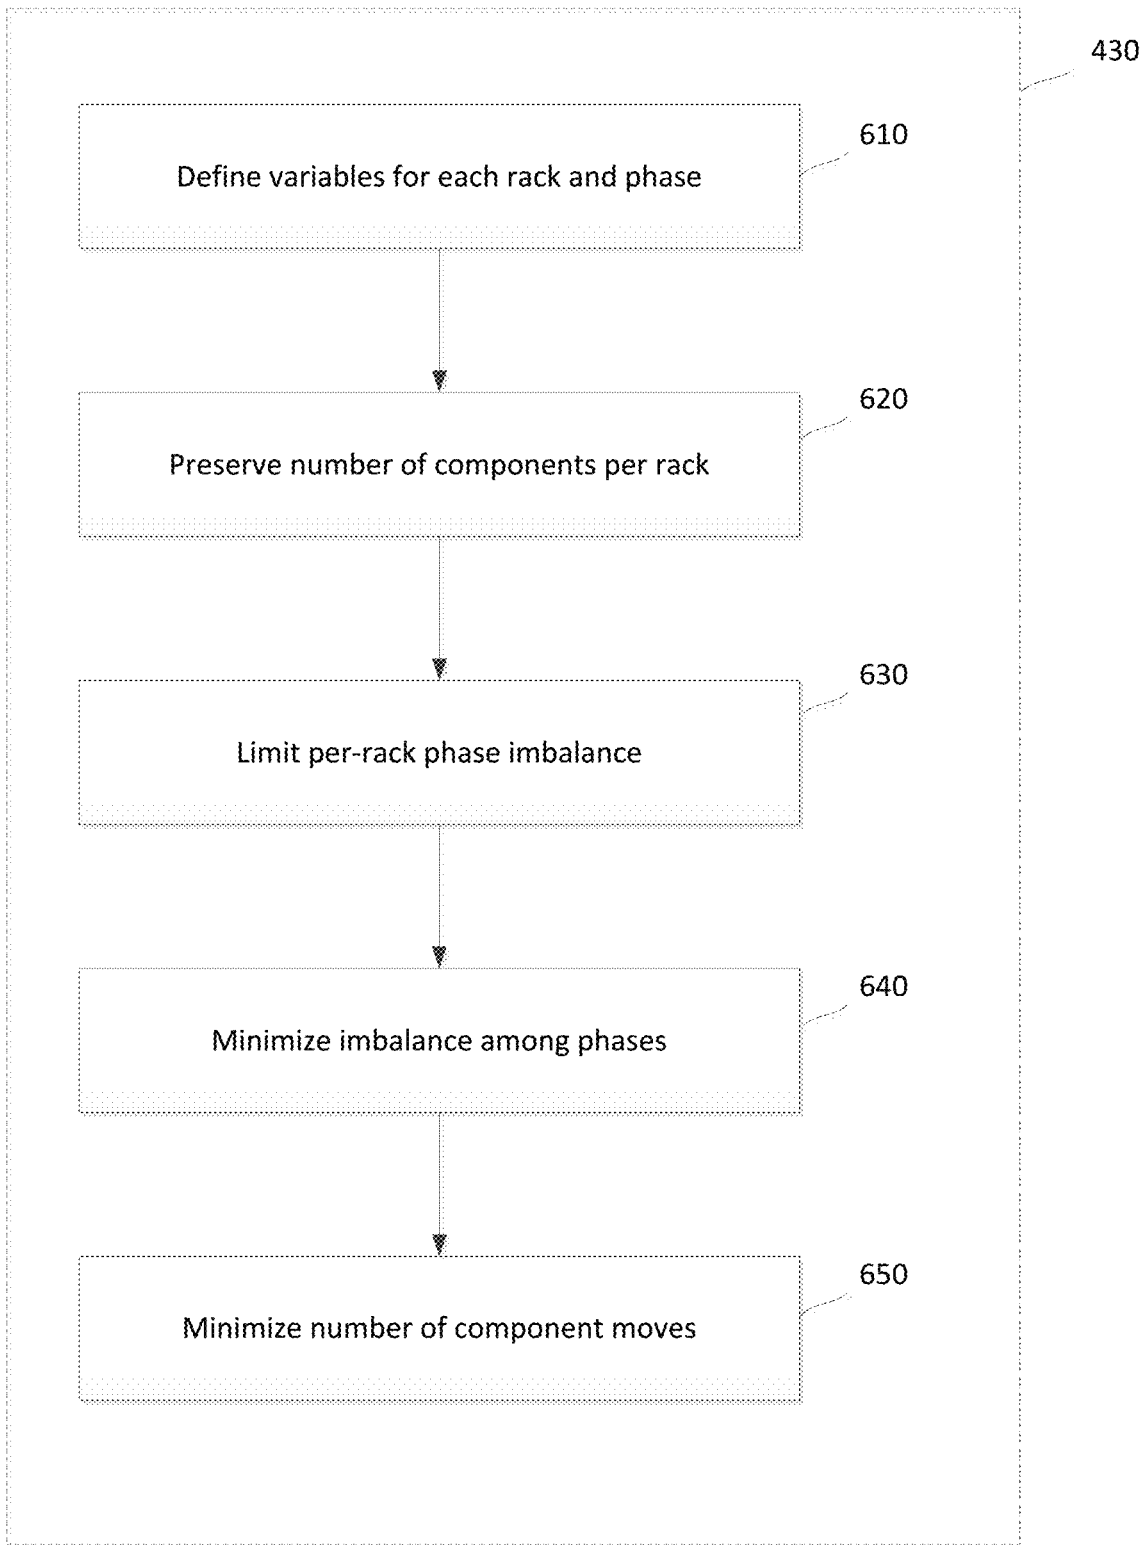 430
610
Define variables for each rack and phase
620
Preserve number of components per rack
630
Limit per-rack phase imbalance
640
Minimize imbalance among phases
650
Minimize number of component moves